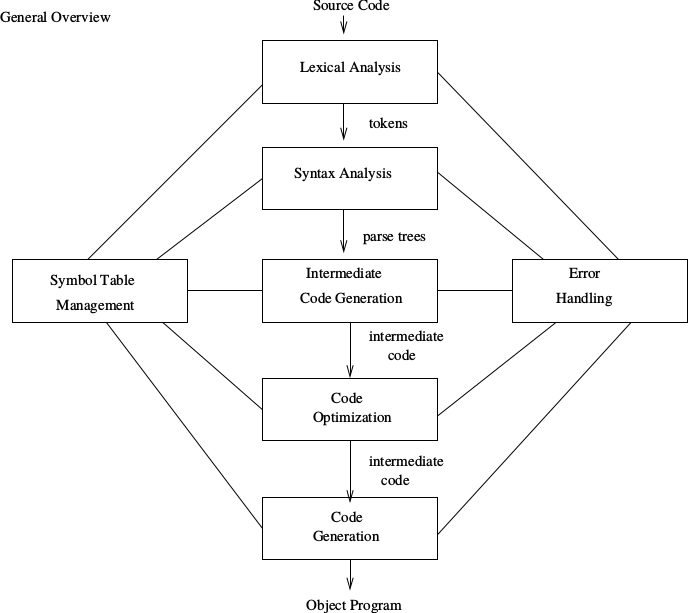 Source Code
General Overview
Lexical Analysis
tokens
Syntax Analysis
parse trees
Symbol Table
Management
Intermediate
Code Generation
Error
Handling
intermediate
code
Code
Optimization
intermediate
code
Code
Generation
Object Program